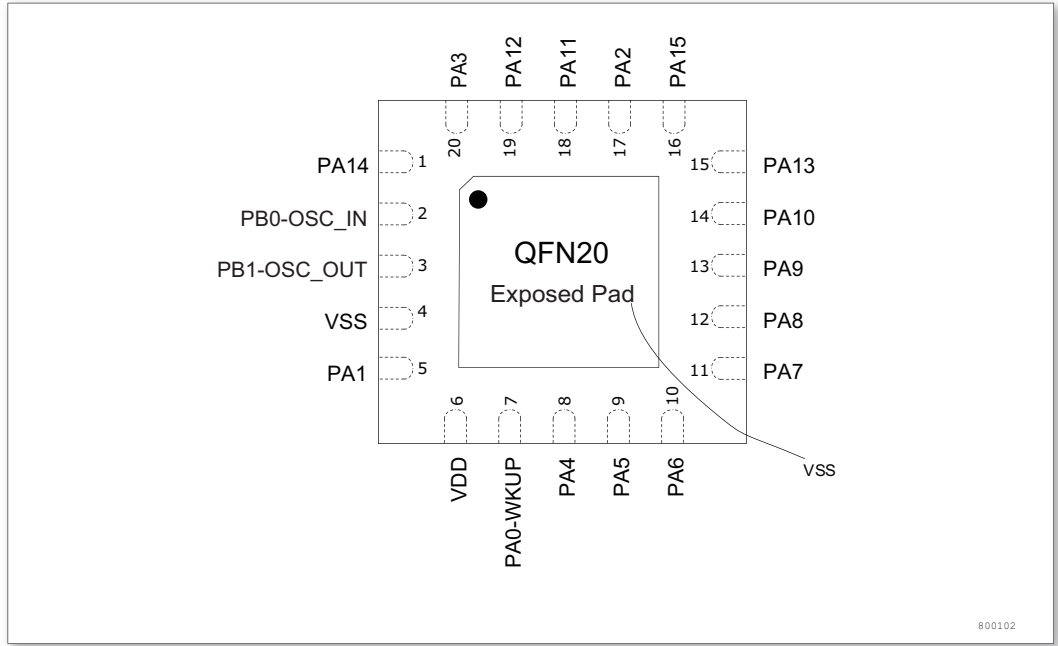 PA3
PA12
PA11
PA2
PA15
20
19
18
17
16
PA14 1
15 PA13
PB0-OSC_IN 2
14 PA10
PB1-OSC_OUT 3
13 PA9
VSS 4
12 PA8
PA1 5
11 PA7
QFN20
Exposed Pad
6
7
8
9
10
VDD
PA0-WKUP
PA4
PA5
PA6
VSS
800102